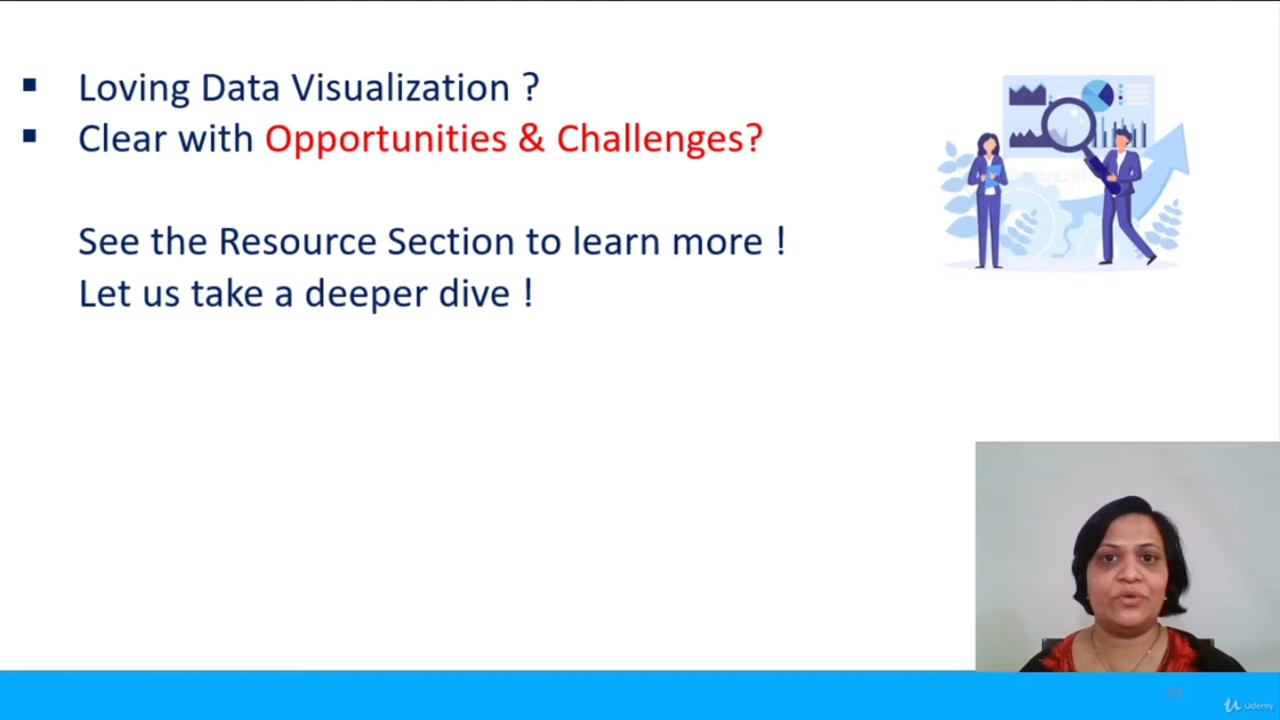 Loving Data Visualization ?
Clear with Opportunities & Challenges?
See the Resource Section to learn more !
Let us take a deeper dive !
Udemy